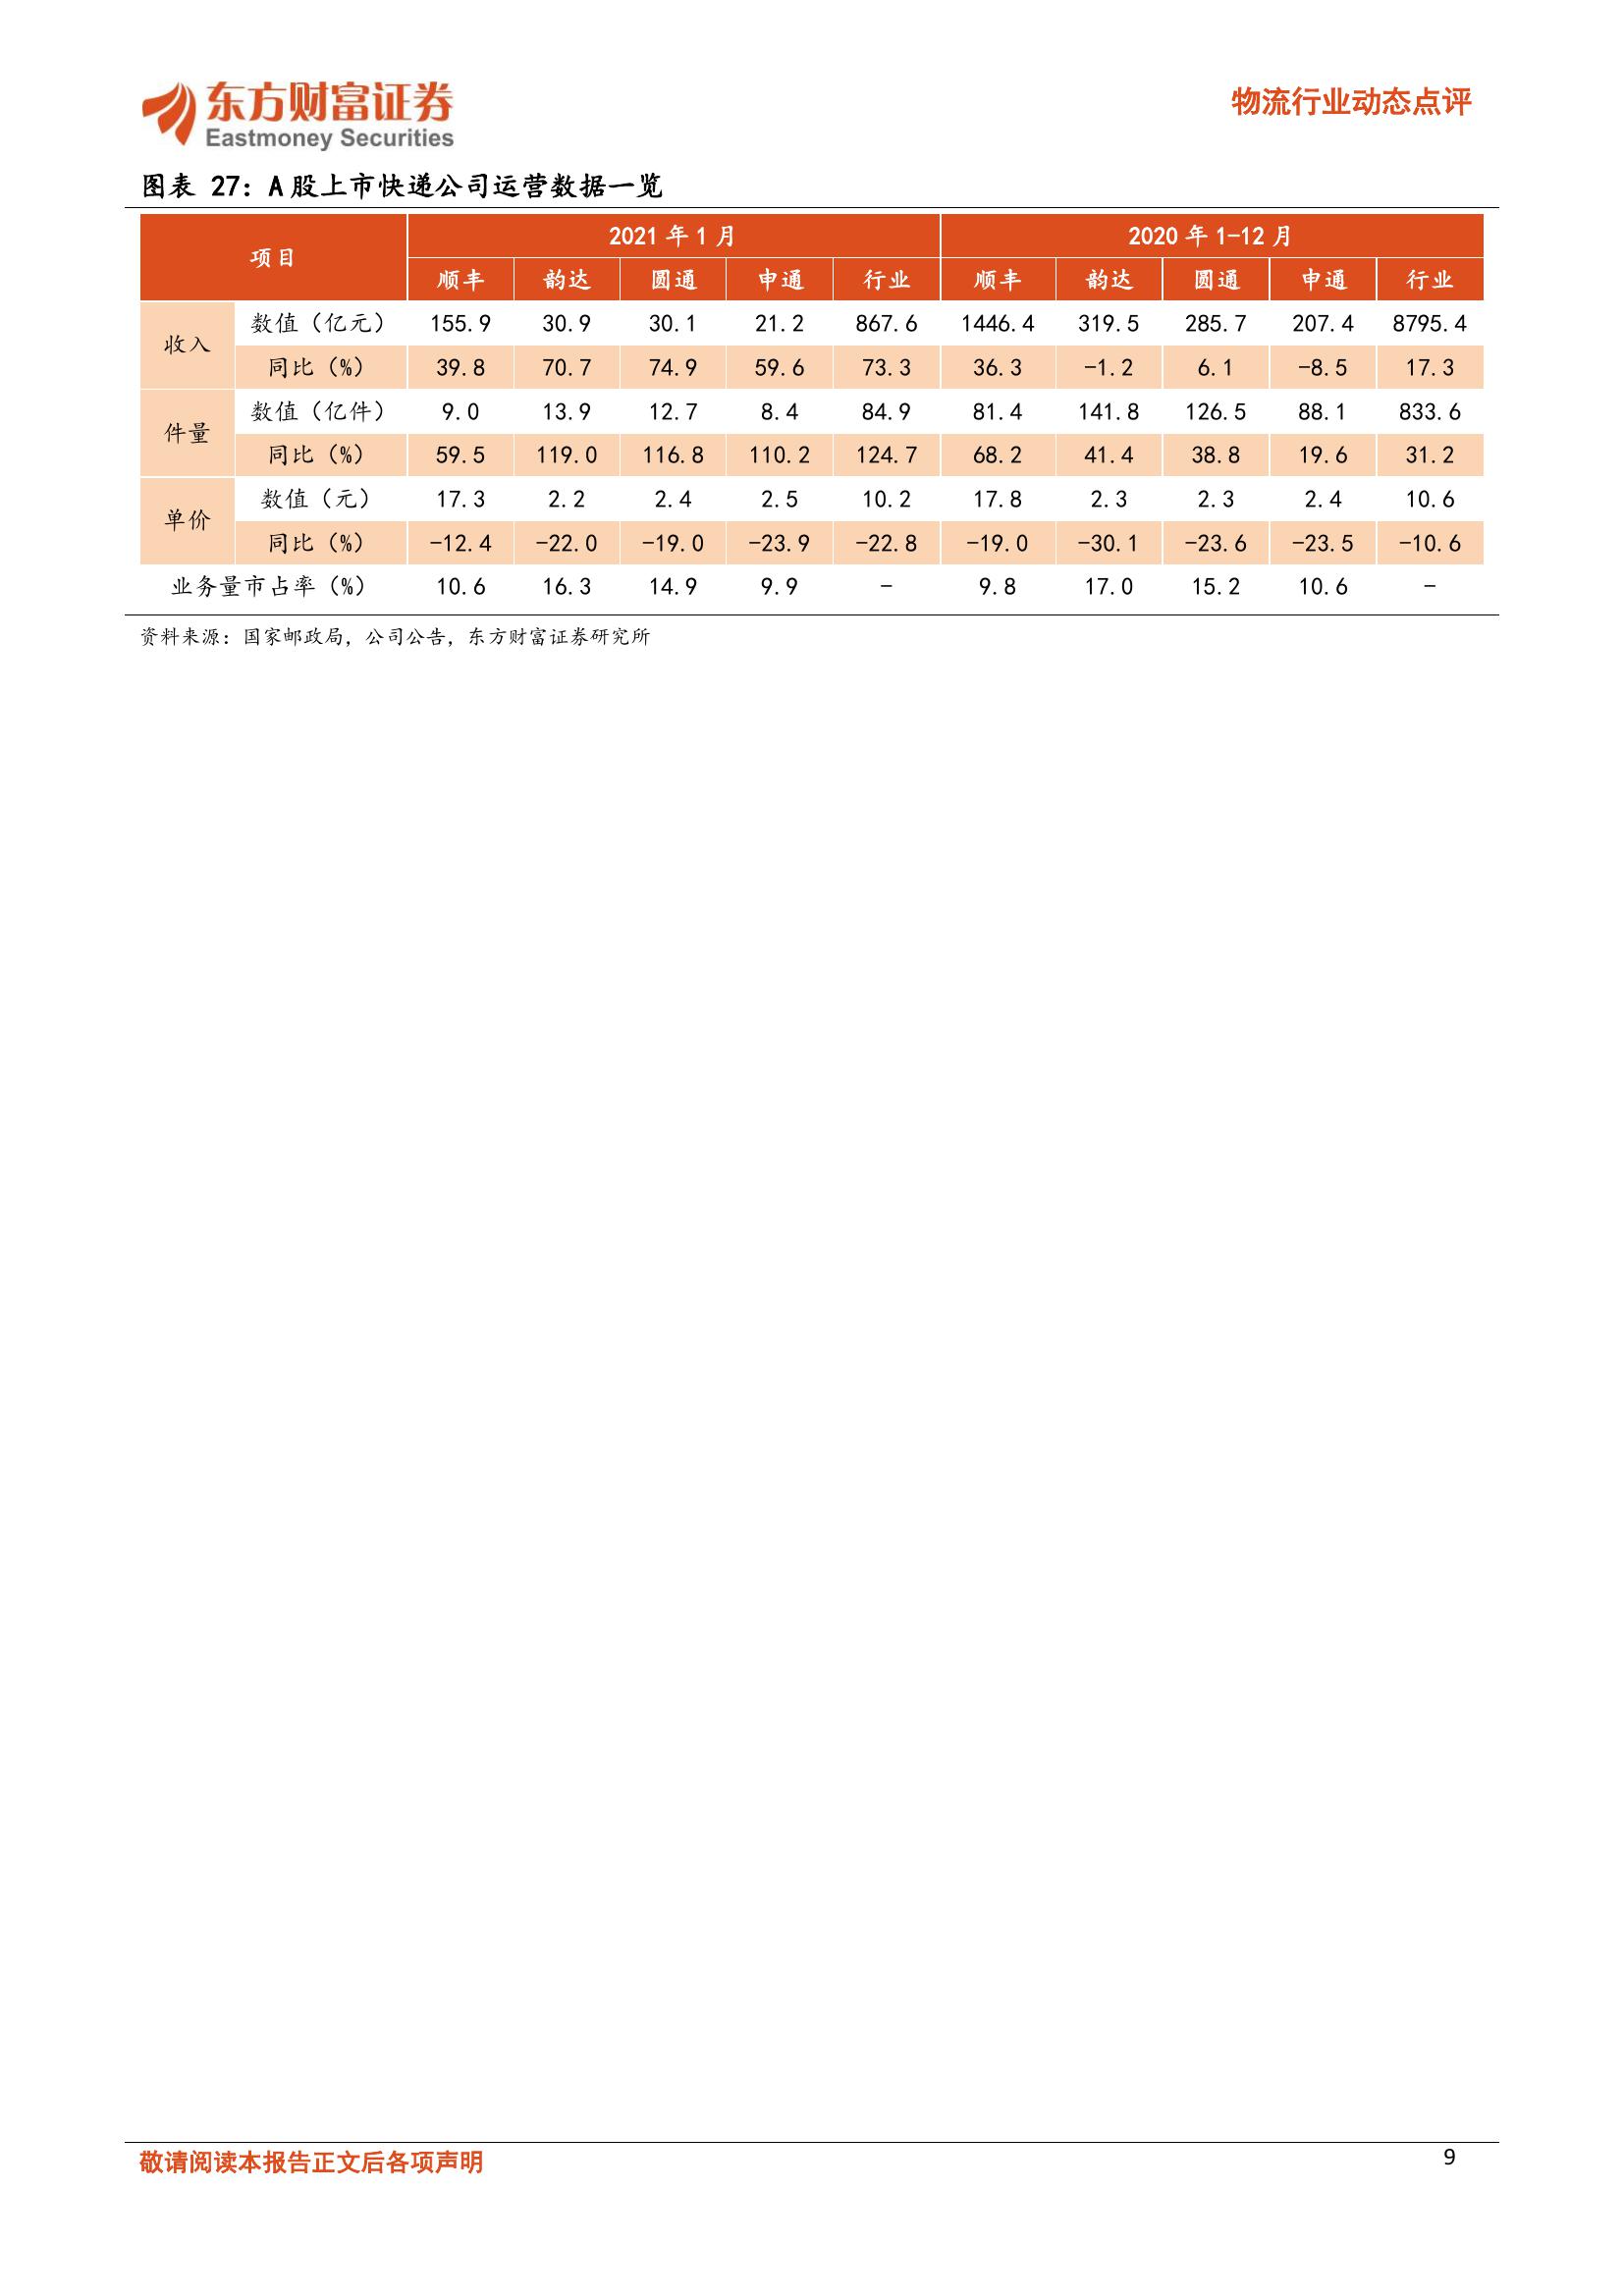 东方财富证券
Eastmoney Securities
物流行业动态点评
图表 27：A股上市快递公司运营数据一览
项目 2021年1月 2020年1-12月
顺丰 韵达 圆通 申通 行业 顺丰 韵达 圆通 申通 行业
收入 数值（亿元） 155.9 30.9 30.1 21.2 867.6 1446.4 319.5 285.7 207.4 8795.4
同比（%） 39.8 70.7 74.9 59.6 73.3 36.3 -1.2 6.1 -8.5 17.3
件量 数值（亿件） 9.0 13.9 12.7 8.4 84.9 81.4 141.8 126.5 88.1 833.6
同比（%） 59.5 119.0 116.8 110.2 124.7 68.2 41.4 38.8 19.6 31.2
单价 数值（元） 17.3 2.2 2.4 2.5 10.2 17.8 2.3 2.3 2.4 10.6
同比（%） -12.4 -22.0 -19.0 -23.9 -22.8 -19.0 -30.1 -23.6 -23.5 -10.6
业务量市占率（%） 10.6 16.3 14.9 9.9 - 9.8 17.0 15.2 10.6 -
资料来源：国家邮政局，公司公告，东方财富证券研究所
敬请阅读本报告正文后各项声明
9